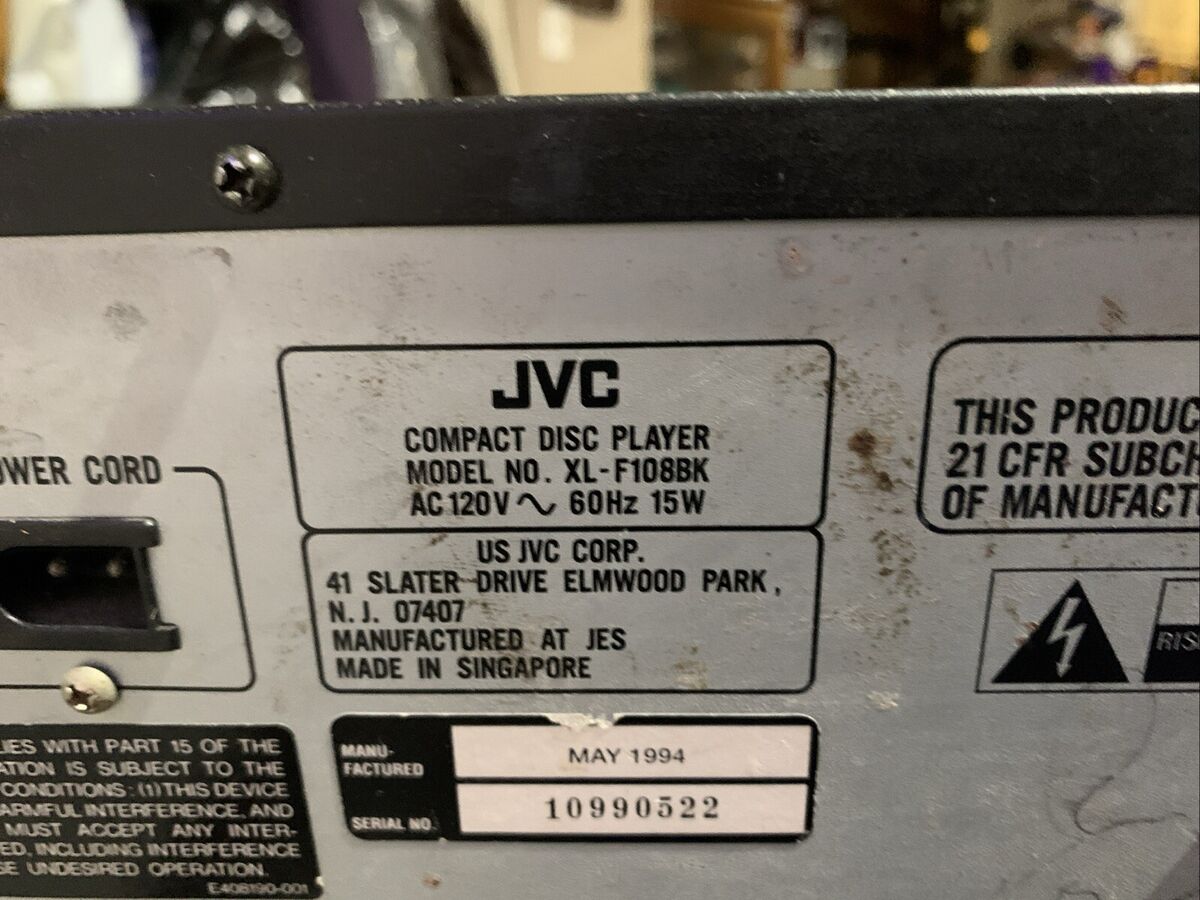 JVC
COMPACT DISC PLAYER
MODEL NO. XL-F108BK
AC 120V ∿ 60Hz 15W
US JVC CORP.
41 SLATER DRIVE ELMWOOD PARK,
N.J. 07407
MANUFACTURED AT JES
MADE IN SINGAPORE
MANU-
FACTURED
MAY 1994
SERIAL NO.
10990522
OWER CORD
IES WITH PART 15 OF THE
ATION IS SUBJECT TO THE
CONDITIONS: (1) THIS DEVICE
ARMFUL INTERFERENCE, AND
MUST ACCEPT ANY INTER-
ED, INCLUDING INTERFERENCE
SE UNDESIRED OPERATION.
E408190-001
THIS PRODUC
21 CFR SUBCH
OF MANUFACT
RIS